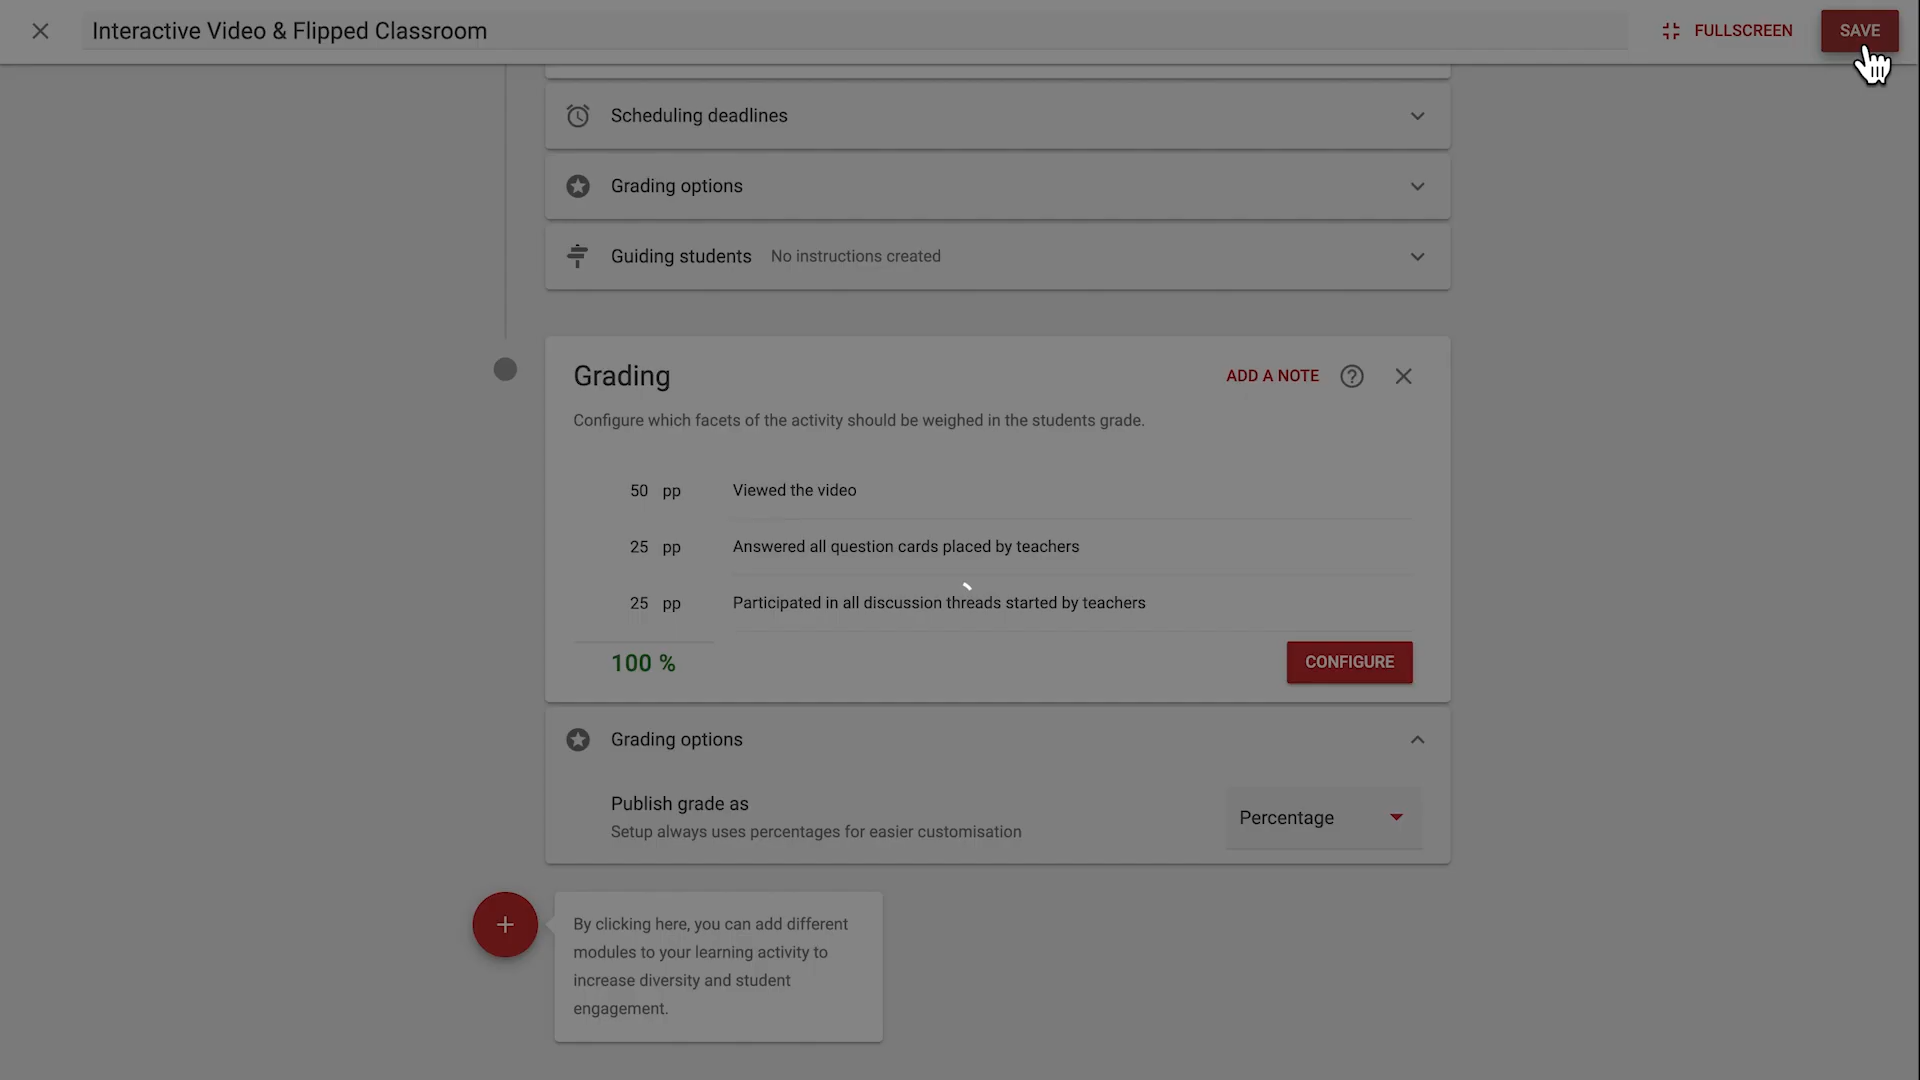 Interactive Video & Flipped Classroom
FULLSCREEN
SAVE
Scheduling deadlines
Grading options
Guiding students No instructions created
Grading
ADD A NOTE
Configure which facets of the activity should be weighed in the students grade.
50 pp Viewed the video
25 pp Answered all question cards placed by teachers
25 pp Participated in all discussion threads started by teachers
100 %
CONFIGURE
Grading options
Publish grade as
Setup always uses percentages for easier customisation
Percentage
By clicking here, you can add different
modules to your learning activity to
increase diversity and student
engagement.